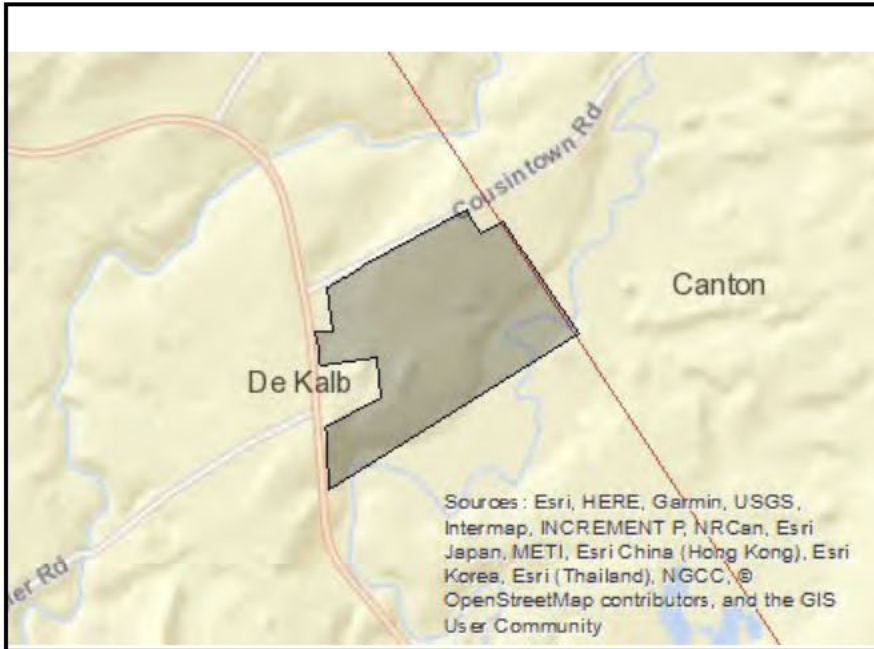 Cousintown Rd
Canton
De Kalb
ler Rd
Sources: Esri, HERE, Garmin, USGS,
Intermap, INCREMENT P, NRCan, Esri
Japan, METI, Esri China (Hong Kong), Esri
Korea, Esri (Thailand), NGCC, ©
OpenStreetMap contributors, and the GIS
User Community